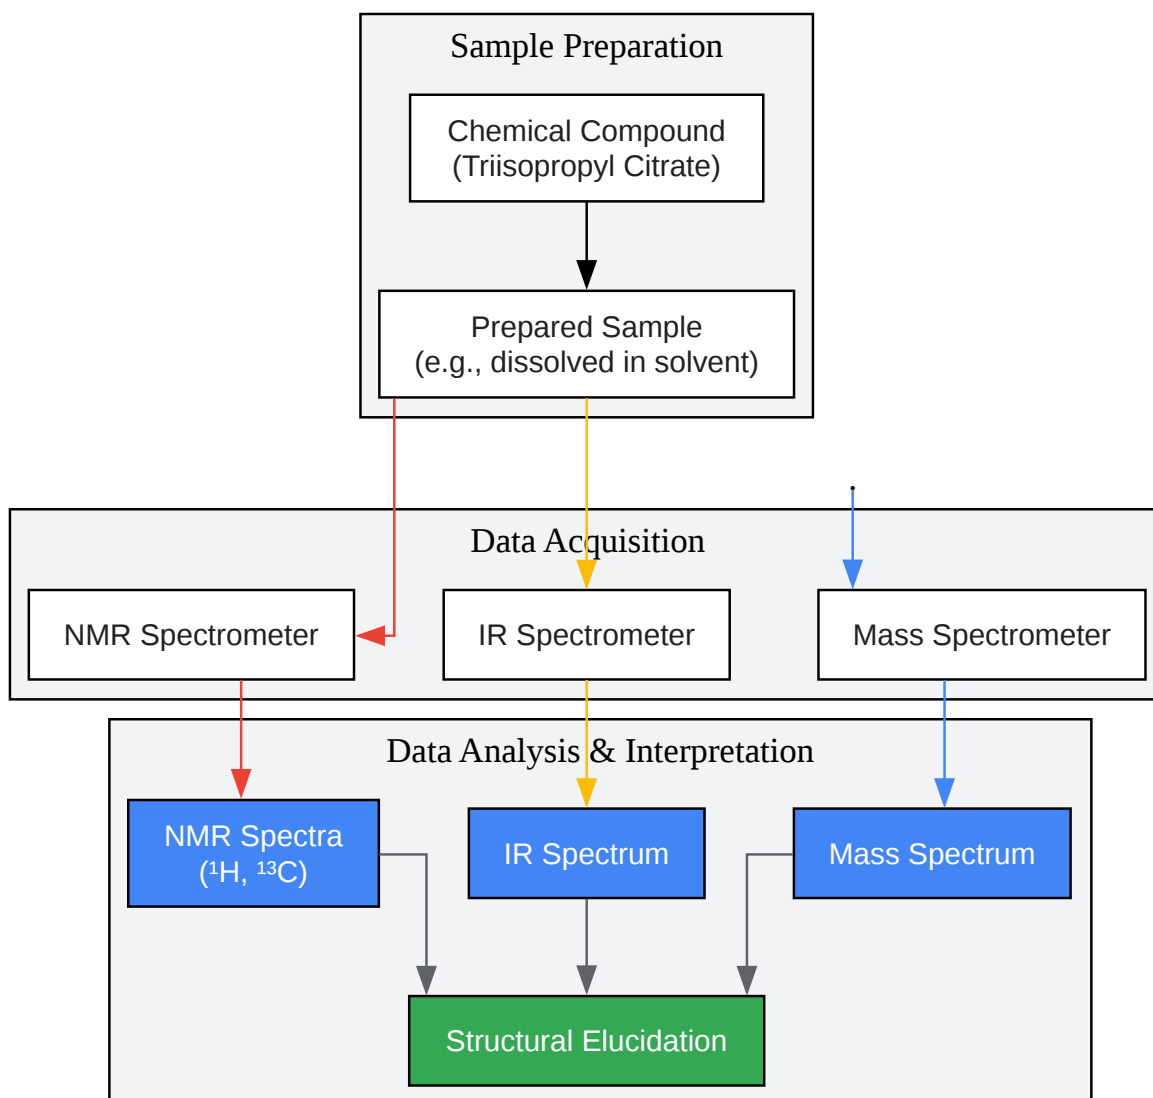 Sample Preparation
Chemical Compound
(Triisopropyl Citrate)
Prepared Sample
(e.g., dissolved in solvent)
Data Acquisition
NMR Spectrometer
IR Spectrometer
Mass Spectrometer
Data Analysis & Interpretation
NMR Spectra
(¹H, ¹³C)
IR Spectrum
Mass Spectrum
Structural Elucidation